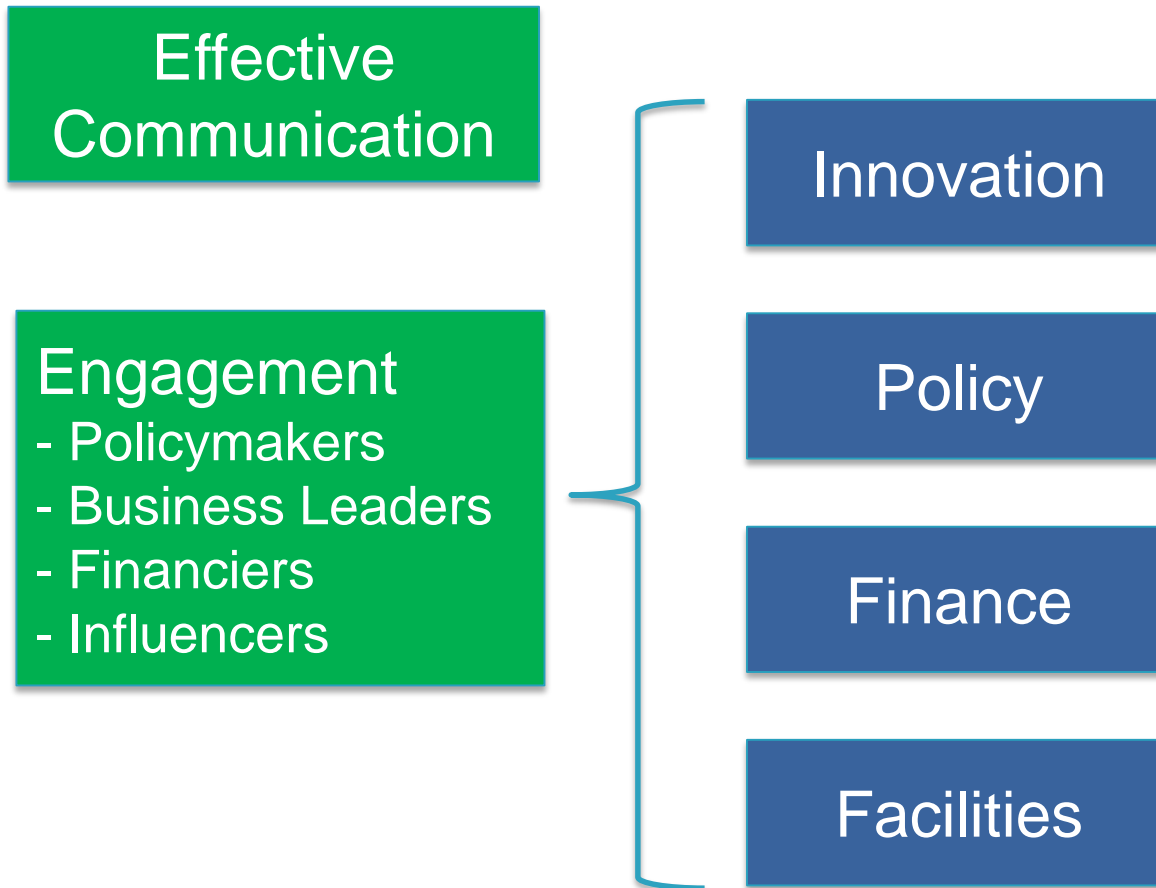 Effective
Communication
Engagement
- Policymakers
- Business Leaders
- Financiers
- Influencers
Innovation
Policy
Finance
Facilities